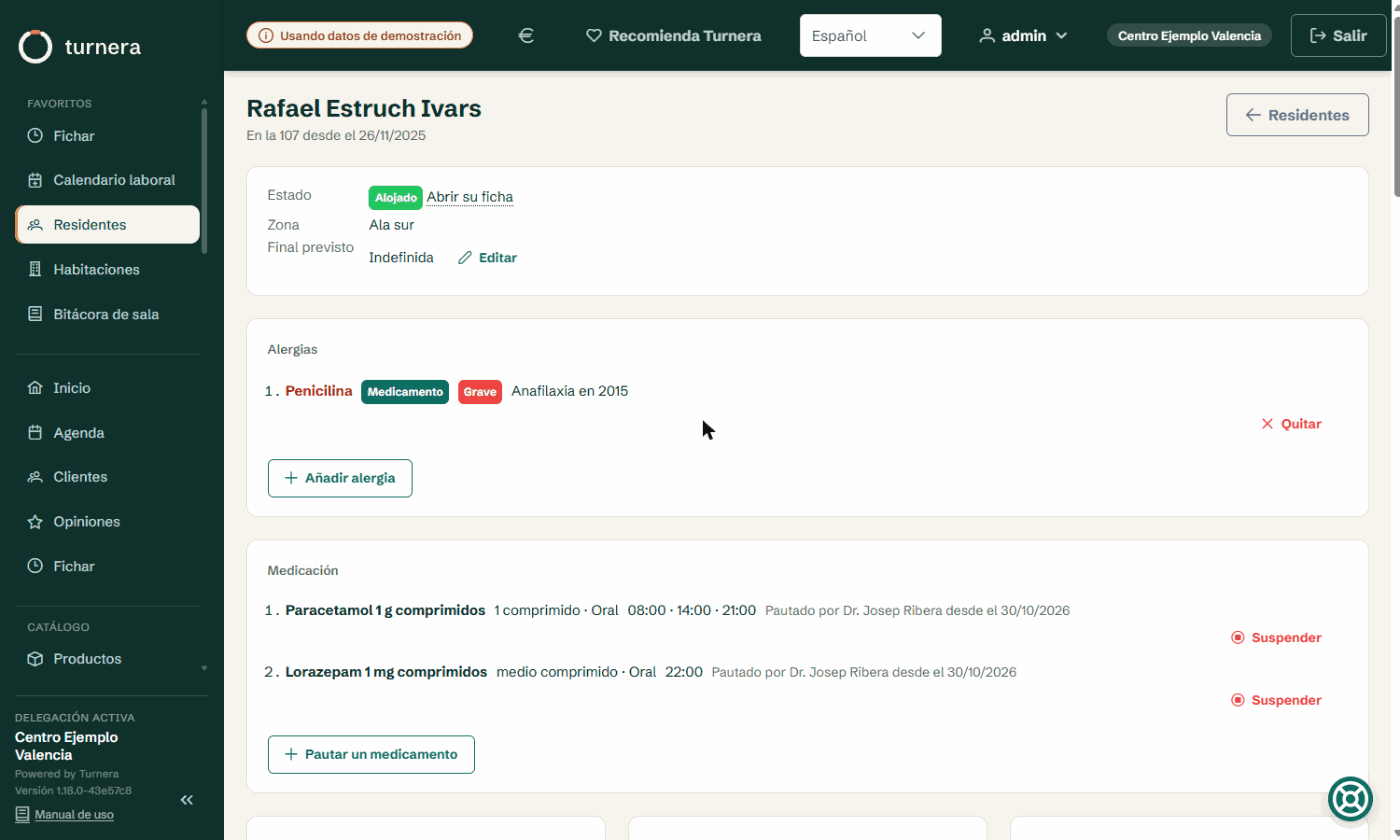 turnera
Usando datos de demostración
€
Recomienda Turnera
Español
admin
Centro Ejemplo Valencia
Salir
FAVORITOS
Fichar
Calendario laboral
Residentes
Habitaciones
Bitácora de sala
Inicio
Agenda
Clientes
Opiniones
Fichar
CATÁLOGO
Productos
DELEGACIÓN ACTIVA
Centro Ejemplo
Valencia
Powered by Turnera
Versión 1.18.0-43e57c8
Manual de uso
Rafael Estruch Ivars
En la 107 desde el 26/11/2025
Residentes
Estado Alojado Abrir su ficha
Zona Ala sur
Final previsto Indefinida Editar
Alergias
1. Penicilina Medicamento Grave Anafilaxia en 2015
Quitar
Añadir alergia
Medicación
1. Paracetamol 1 g comprimidos 1 comprimido · Oral 08:00 · 14:00 · 21:00 Pautado por Dr. Josep Ribera desde el 30/10/2026
Suspender
2. Lorazepam 1 mg comprimidos medio comprimido · Oral 22:00 Pautado por Dr. Josep Ribera desde el 30/10/2026
Suspender
Pautar un medicamento